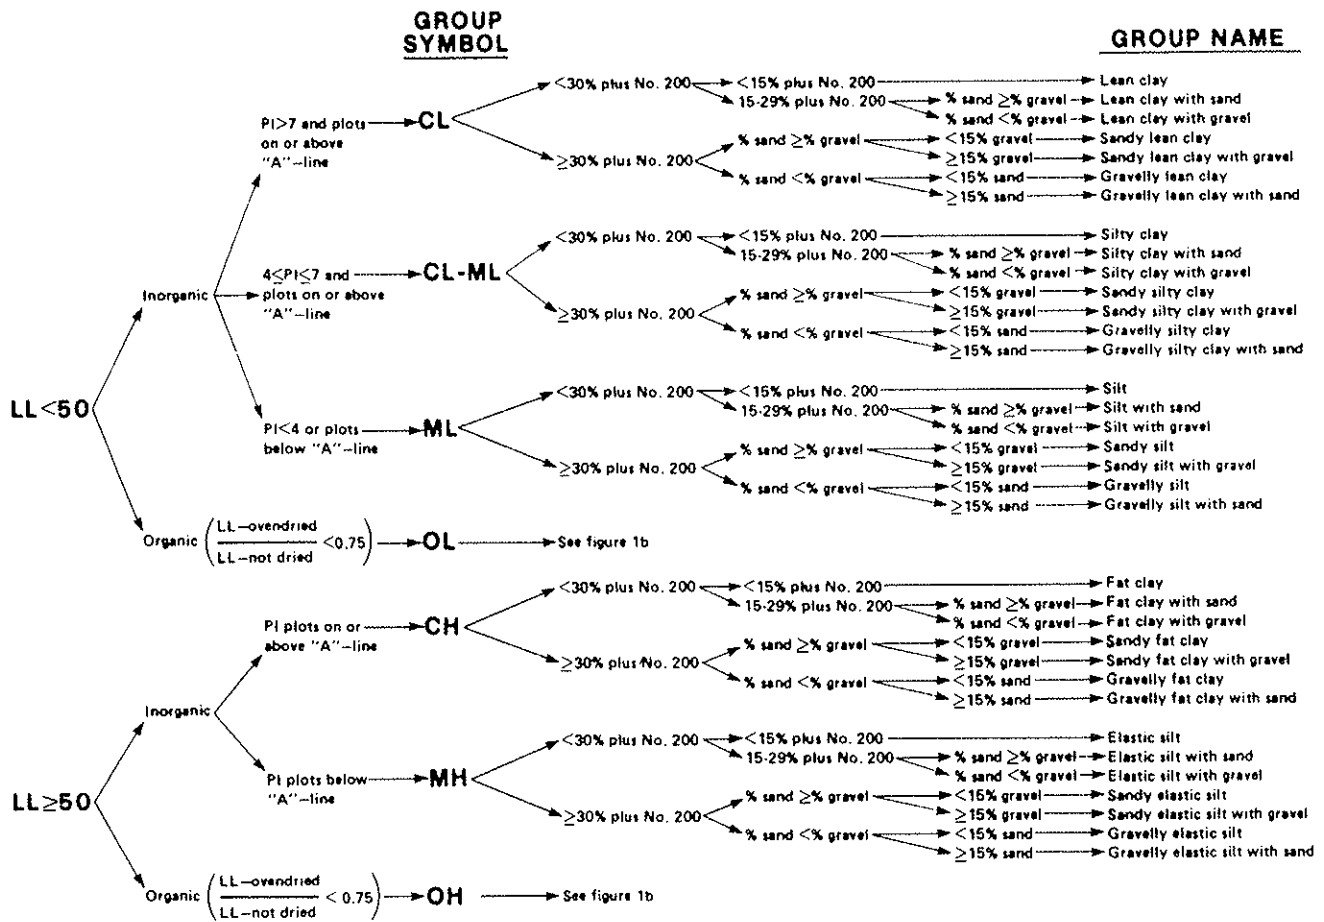 GROUP
SYMBOL
GROUP NAME
<30% plus No. 200 <15% plus No. 200 Lean clay
15-29% plus No. 200 % sand ≥% gravel Lean clay with sand
% sand <% gravel Lean clay with gravel
PI>7 and plots
on or above
"A"-line
CL
≥30% plus No. 200 % sand ≥% gravel <15% gravel Sandy lean clay
≥15% gravel Sandy lean clay with gravel
% sand <% gravel <15% sand Gravelly lean clay
≥15% sand Gravelly lean clay with sand
<30% plus No. 200 <15% plus No. 200 Silty clay
15-29% plus No. 200 % sand ≥% gravel Silty clay with sand
% sand <% gravel Silty clay with gravel
Inorganic
4≤PI≤7 and
plots on or above
"A"-line
CL-ML
≥30% plus No. 200 % sand ≥% gravel <15% gravel Sandy silty clay
≥15% gravel Sandy silty clay with gravel
% sand <% gravel <15% sand Gravelly silty clay
≥15% sand Gravelly silty clay with sand
LL<50
<30% plus No. 200 <15% plus No. 200 Silt
15-29% plus No. 200 % sand ≥% gravel Silt with sand
% sand <% gravel Silt with gravel
PI<4 or plots
below "A"-line
ML
≥30% plus No. 200 % sand ≥% gravel <15% gravel Sandy silt
≥15% gravel Sandy silt with gravel
% sand <% gravel <15% sand Gravelly silt
≥15% sand Gravelly silt with sand
Organic (LL-ovendried
LL-not dried <0.75) OL See figure 1b
<30% plus No. 200 <15% plus No. 200 Fat clay
15-29% plus No. 200 % sand ≥% gravel Fat clay with sand
% sand <% gravel Fat clay with gravel
PI plots on or
above "A"-line
CH
≥30% plus No. 200 % sand ≥% gravel <15% gravel Sandy fat clay
≥15% gravel Sandy fat clay with gravel
% sand <% gravel <15% sand Gravelly fat clay
≥15% sand Gravelly fat clay with sand
Inorganic
LL≥50
<30% plus No. 200 <15% plus No. 200 Elastic silt
15-29% plus No. 200 % sand ≥% gravel Elastic silt with sand
% sand <% gravel Elastic silt with gravel
PI plots below
"A"-line
MH
≥30% plus No. 200 % sand ≥% gravel <15% gravel Sandy elastic silt
≥15% gravel Sandy elastic silt with gravel
% sand <% gravel <15% sand Gravelly elastic silt
≥15% sand Gravelly elastic silt with sand
Organic (LL-ovendried
LL-not dried < 0.75) OH See figure 1b